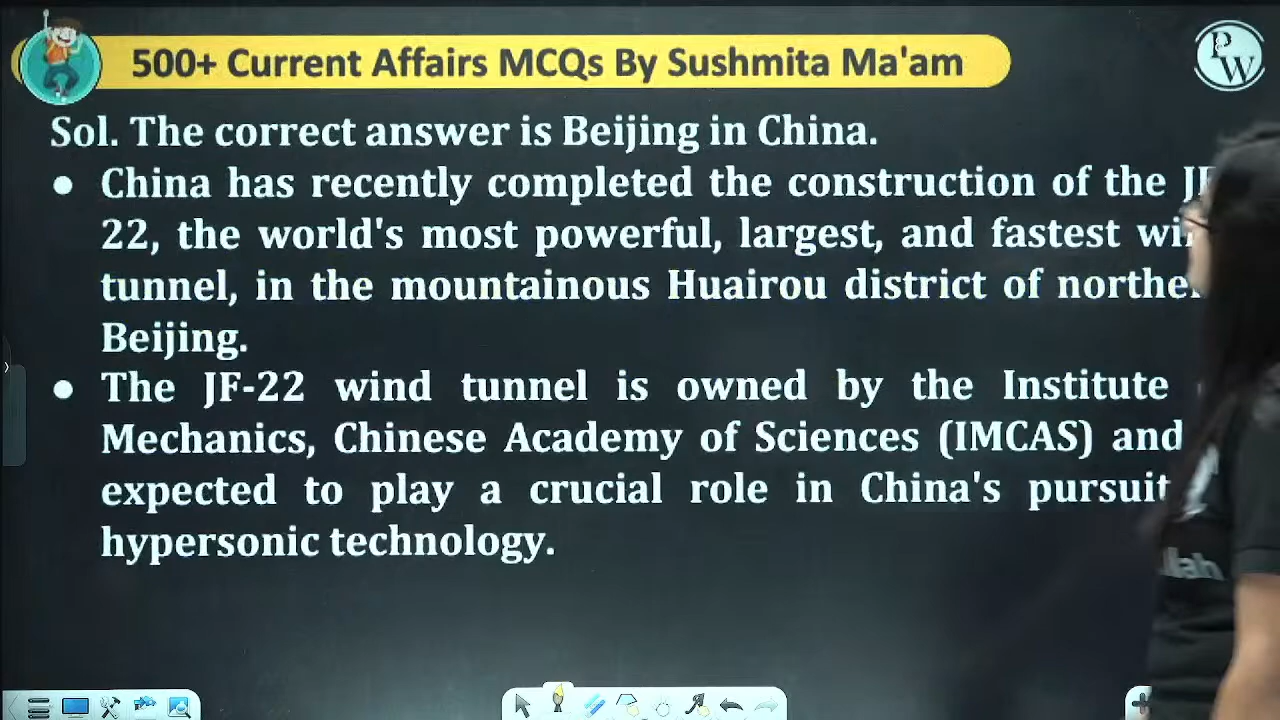 500+ Current Affairs MCQs By Sushmita Ma'am
PW
Sol. The correct answer is Beijing in China.
● China has recently completed the construction of the
22, the world's most powerful, largest, and fastest
tunnel, in the mountainous Huairou district of
Beijing.
● The JF-22 wind tunnel is owned by the Institute
Mechanics, Chinese Academy of Sciences (IMCAS) and
expected to play a crucial role in China's pursuit
hypersonic technology.